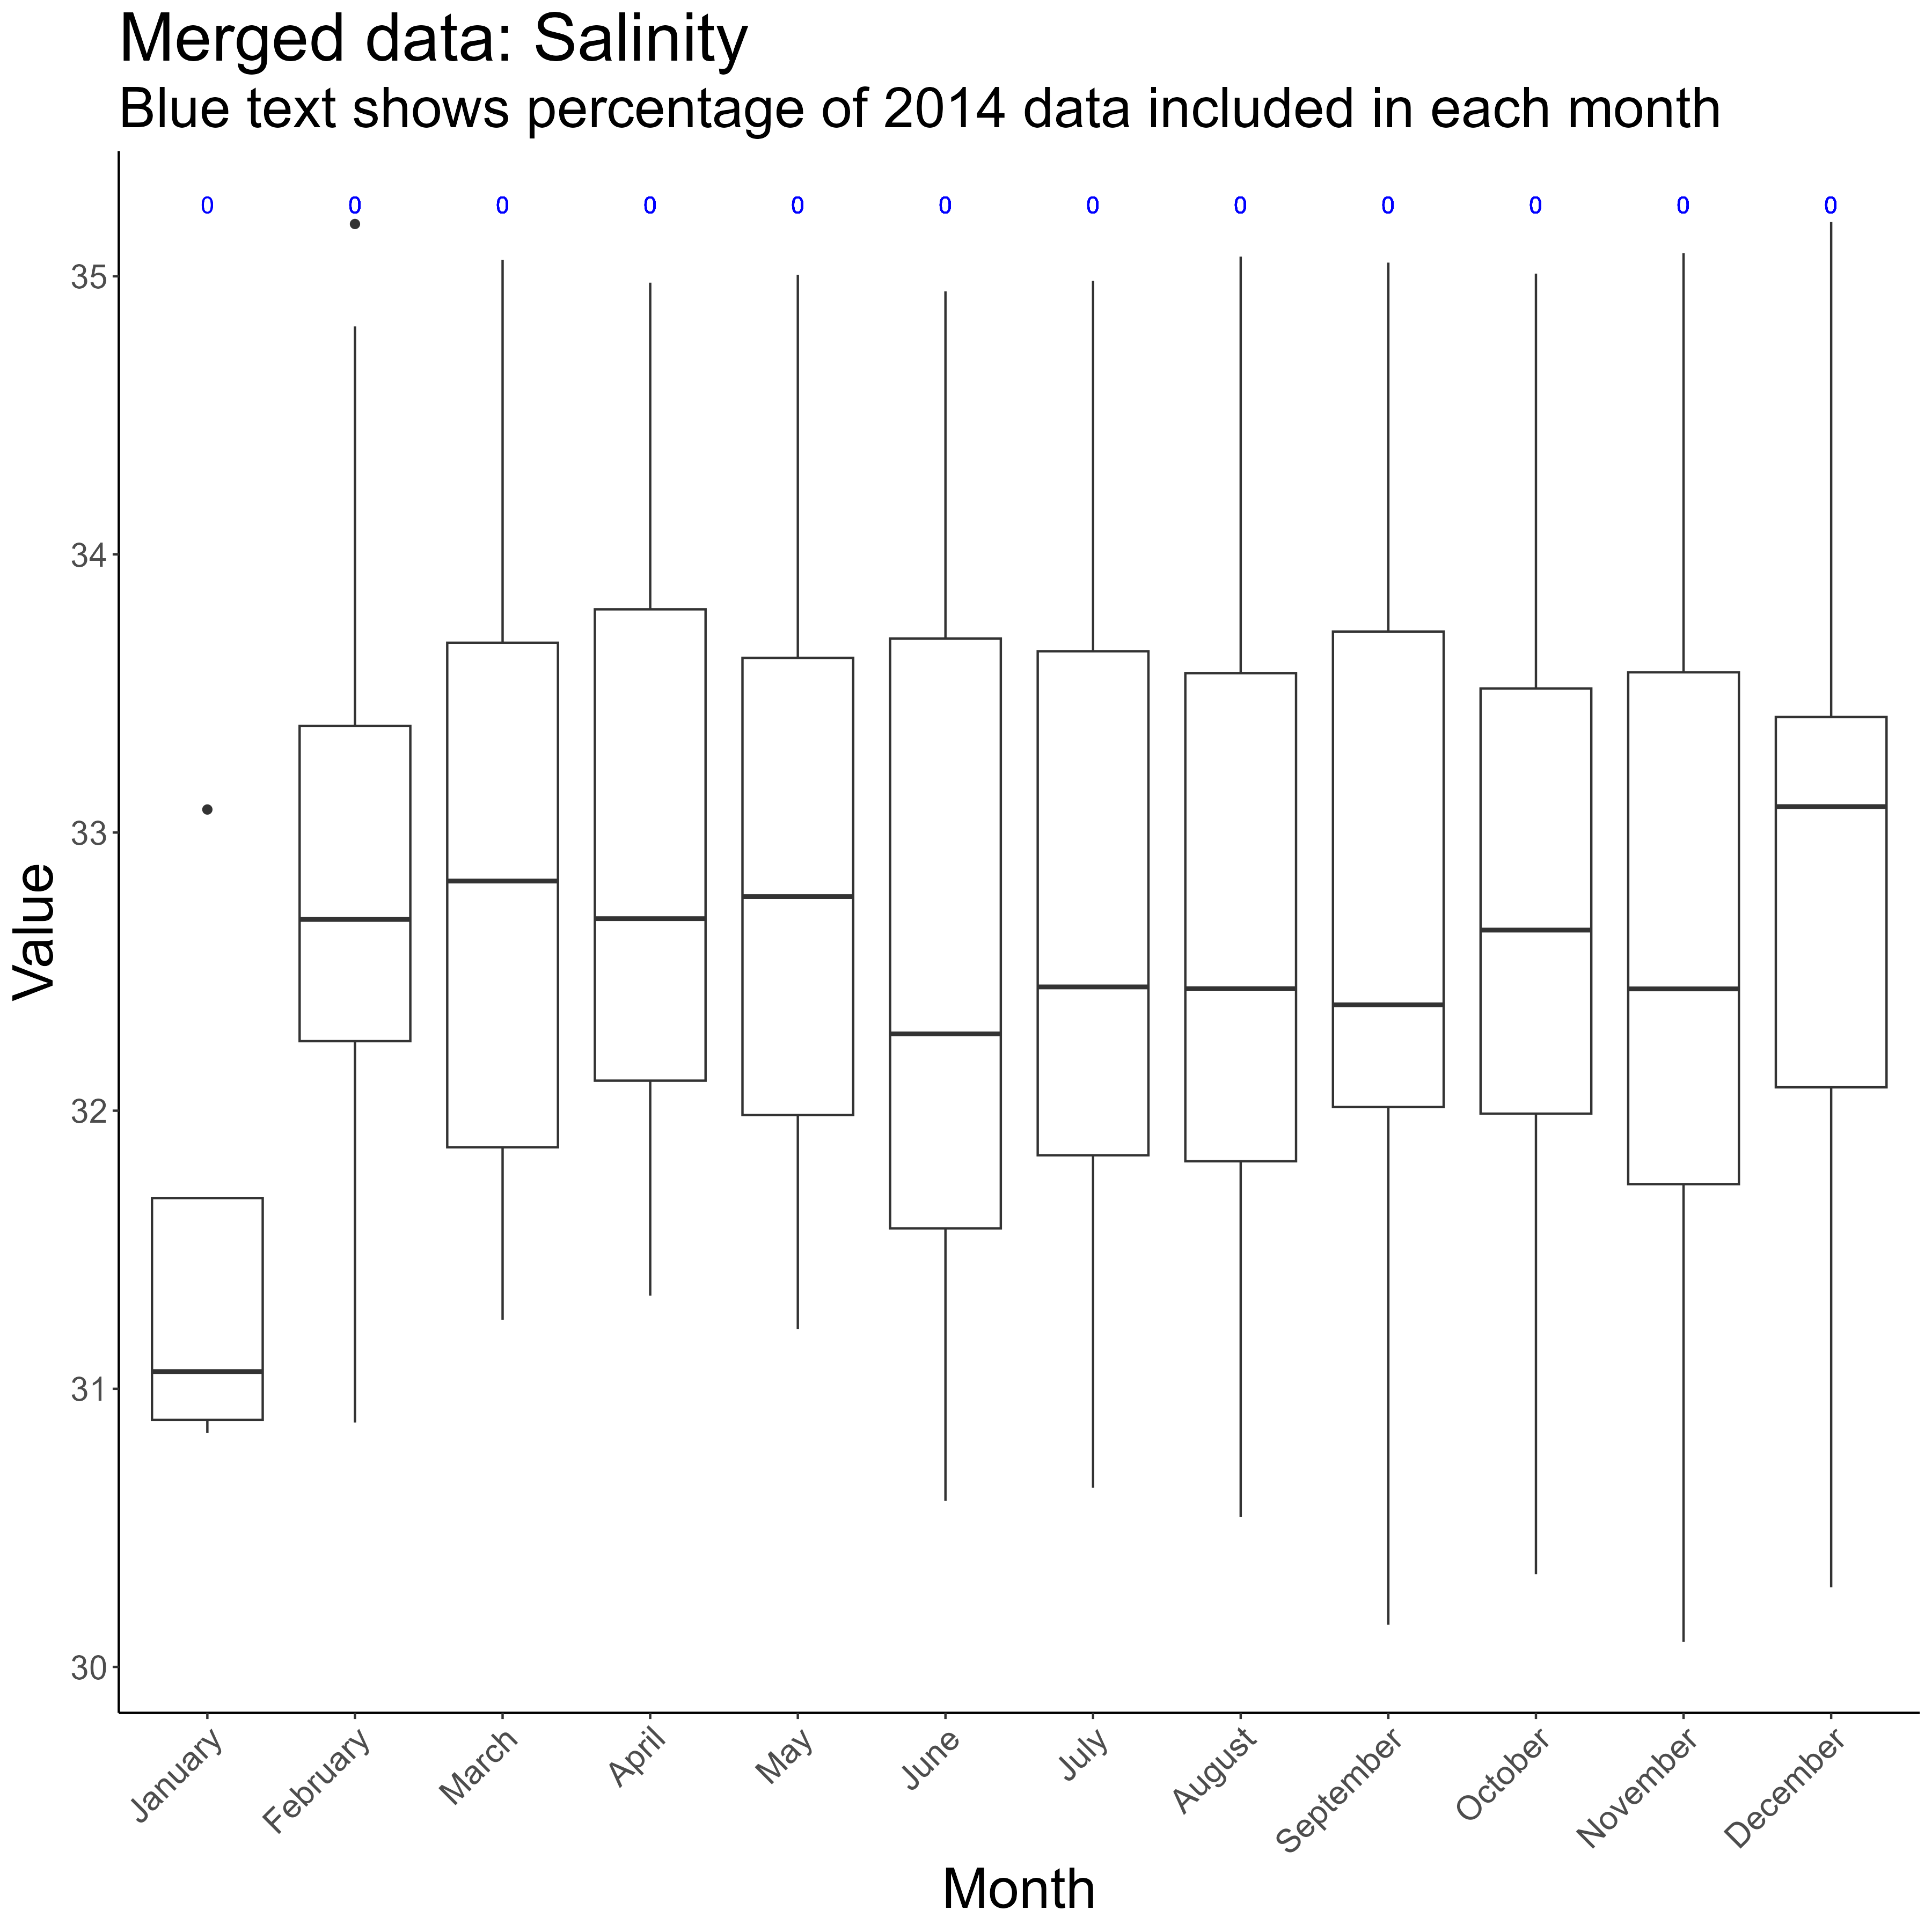 Merged data: Salinity
Blue text shows percentage of 2014 data included in each month
0 0 0 0 0 0 0 0 0 0 0 0
35
34
33
32
31
30
Value
January February March April May June July August September October November December
Month